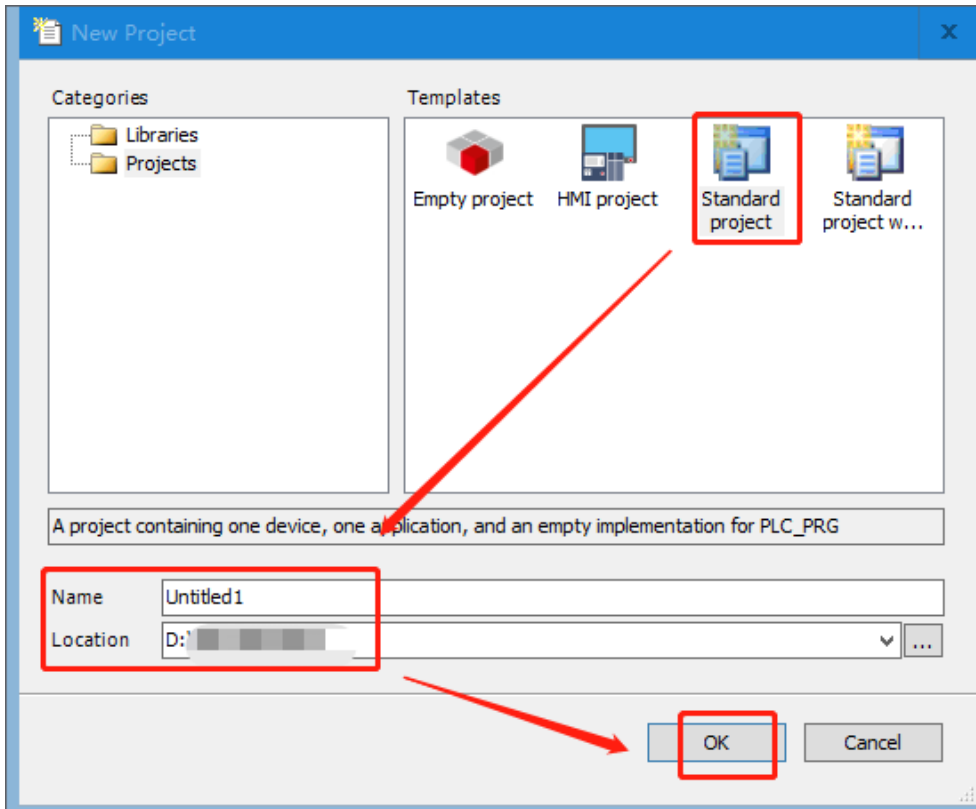 New Project
x
Categories
Templates
Libraries
Projects
Empty project
HMI project
Standard
project
Standard
project w...
A project containing one device, one application, and an empty implementation for PLC_PRG
Name
Untitled1
Location
D:\
...
OK
Cancel